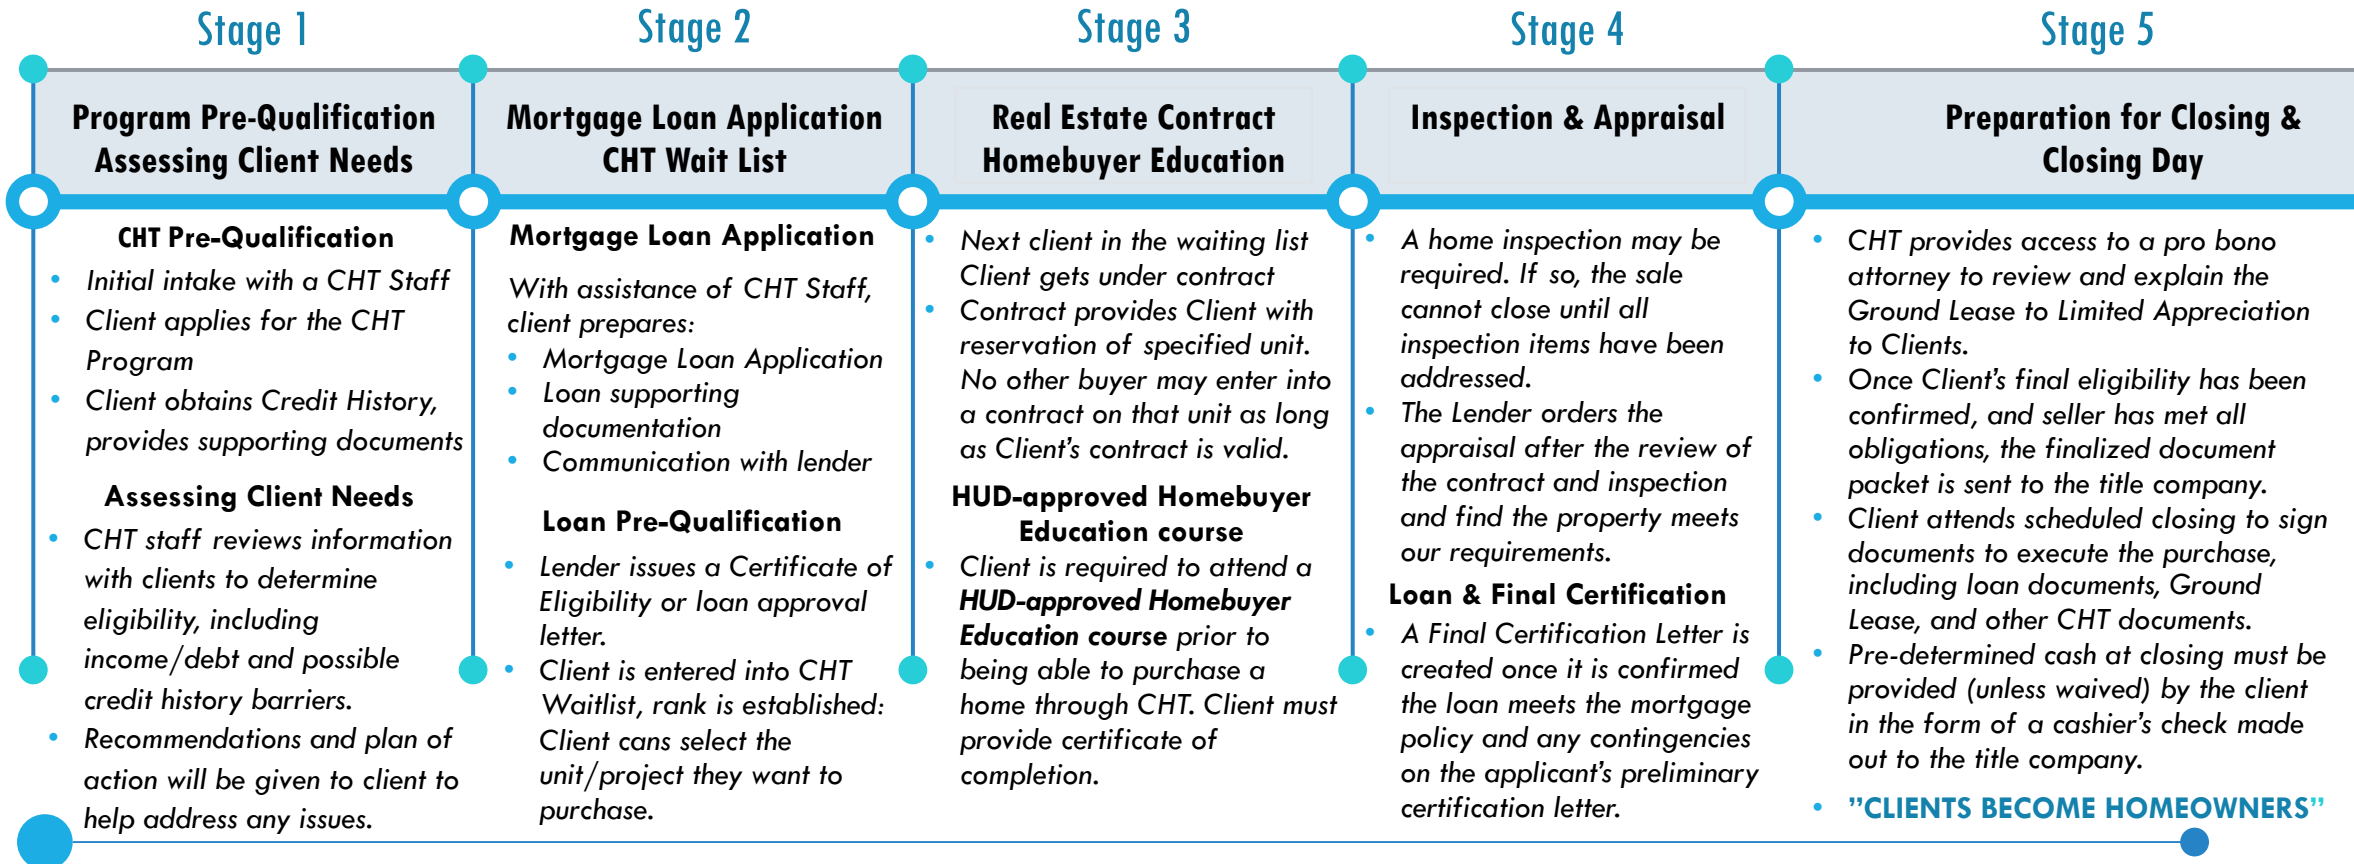 Stage 1
Program Pre-Qualification
Assessing Client Needs
CHT Pre-Qualification
• Initial intake with a CHT Staff
• Client applies for the CHT
Program
• Client obtains Credit History,
provides supporting documents
Assessing Client Needs
• CHT staff reviews information
with clients to determine
eligibility, including
income/debt and possible
credit history barriers.
• Recommendations and plan of
action will be given to client to
help address any issues.
Stage 2
Mortgage Loan Application
CHT Wait List
Mortgage Loan Application
With assistance of CHT Staff,
client prepares:
• Mortgage Loan Application
• Loan supporting
documentation
• Communication with lender
Loan Pre-Qualification
• Lender issues a Certificate of
Eligibility or loan approval
letter.
• Client is entered into CHT
Waitlist, rank is established:
Client cans select the
unit/project they want to
purchase.
Stage 3
Real Estate Contract
Homebuyer Education
• Next client in the waiting list
Client gets under contract
• Contract provides Client with
reservation of specified unit.
No other buyer may enter into
a contract on that unit as long
as Client's contract is valid.
HUD-approved Homebuyer
Education course
• Client is required to attend a
HUD-approved Homebuyer
Education course prior to
being able to purchase a
home through CHT. Client must
provide certificate of
completion.
Stage 4
Inspection & Appraisal
• A home inspection may be
required. If so, the sale
cannot close until all
inspection items have been
addressed.
• The Lender orders the
appraisal after the review of
the contract and inspection
and find the property meets
our requirements.
Loan & Final Certification
• A Final Certification Letter is
created once it is confirmed
the loan meets the mortgage
policy and any contingencies
on the applicant's preliminary
certification letter.
Stage 5
Preparation for Closing &
Closing Day
• CHT provides access to a pro bono
attorney to review and explain the
Ground Lease to Limited Appreciation
to Clients.
• Once Client's final eligibility has been
confirmed, and seller has met all
obligations, the finalized document
packet is sent to the title company.
• Client attends scheduled closing to sign
documents to execute the purchase,
including loan documents, Ground
Lease, and other CHT documents.
• Pre-determined cash at closing must be
provided (unless waived) by the client
in the form of a cashier's check made
out to the title company.
• ”CLIENTS BECOME HOMEOWNERS”